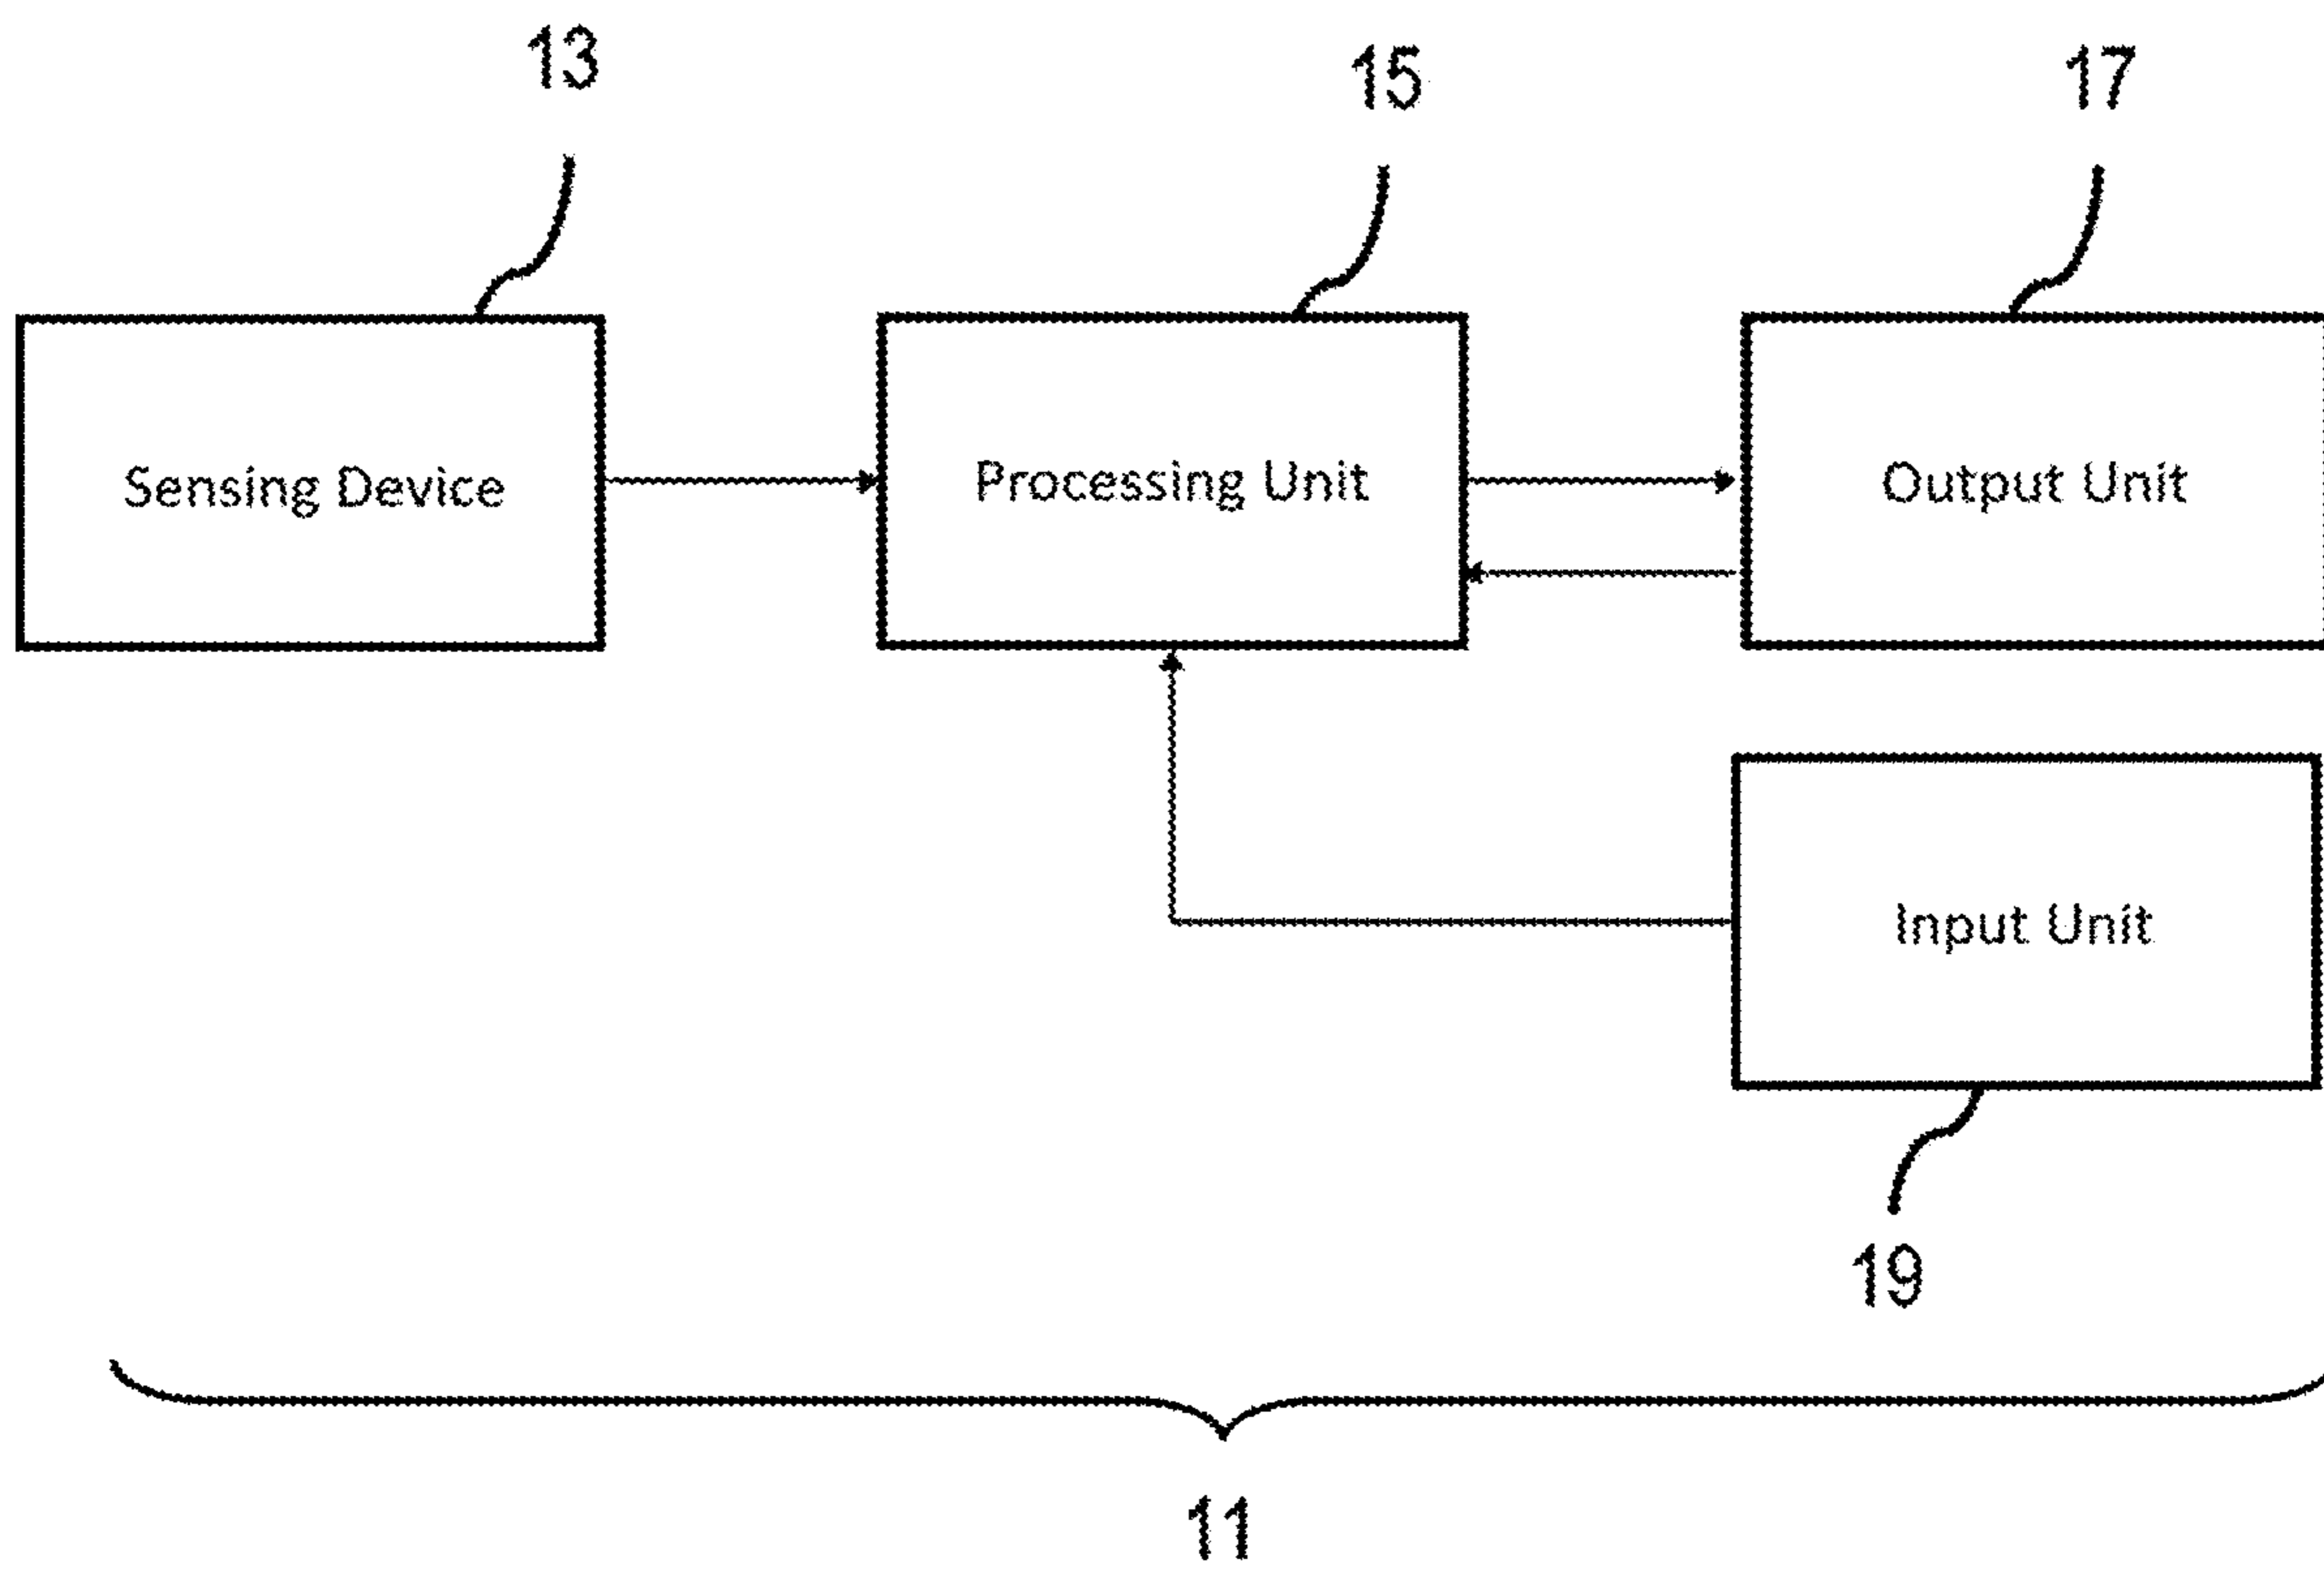 13
15
17
Sensing Device
Processing Unit
Output Unit
Input Unit
19
11